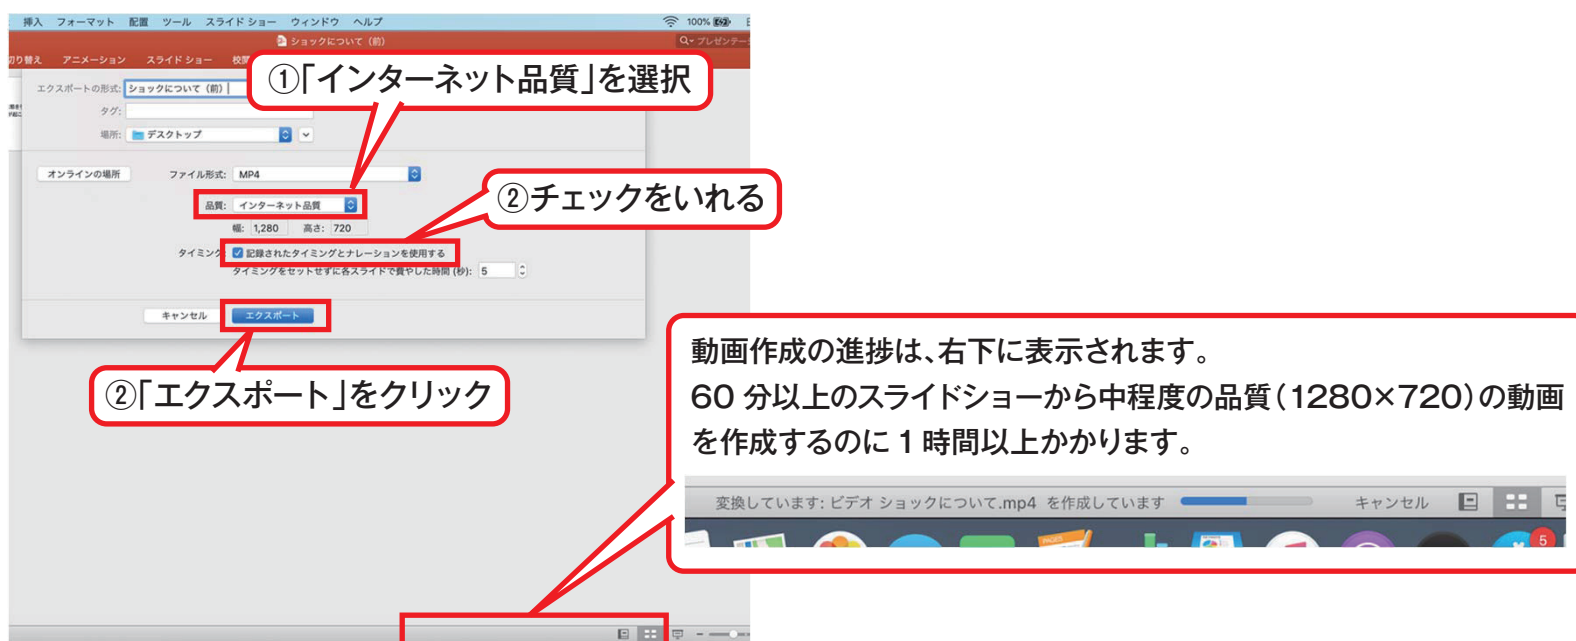 挿入 フォーマット 配置 ツール スライド ショー ウィンドウ ヘルプ 100%
ショックについて (前)
プレゼンテー
切り替え アニメーション スライド ショー
①「インターネット品質」を選択
エクスポートの形式: ショックについて (前)
タグ:
場所: デスクトップ
オンラインの場所 ファイル形式: MP4
②チェックをいれる
品質: インターネット品質
幅: 1,280 高さ: 720
タイミング: 記録されたタイミングとナレーションを使用する
タイミングをセットせずに各スライドで費やした時間 (秒): 5
キャンセル エクスポート
②「エクスポート」をクリック
動画作成の進捗は、右下に表示されます。
60 分以上のスライドショーから中程度の品質(1280×720)の動画
を作成するのに 1 時間以上かかります。
変換しています: ビデオ ショックについて.mp4 を作成しています キャンセル
PAGES
5